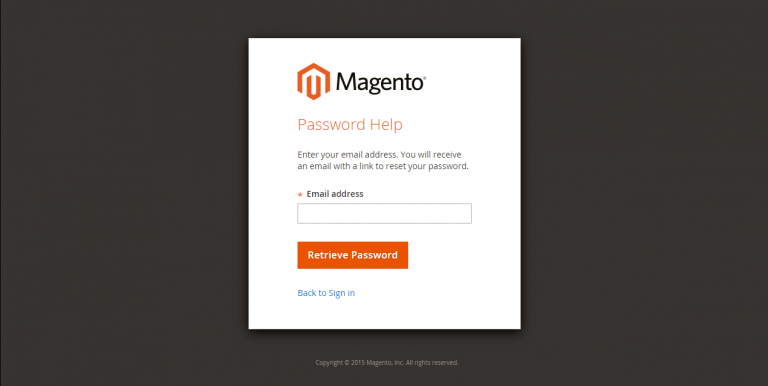 Magento®
Password Help
Enter your email address. You will receive
an email with a link to reset your password.
* Email address
Retrieve Password
Back to Sign in
Copyright © 2015 Magento, Inc. All rights reserved.